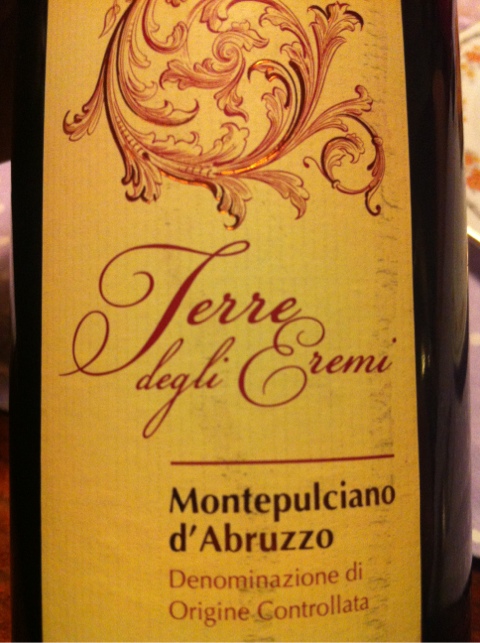 Terre
degli Eremi
Montepulciano
d'Abruzzo
Denominazione di
Origine Controllata